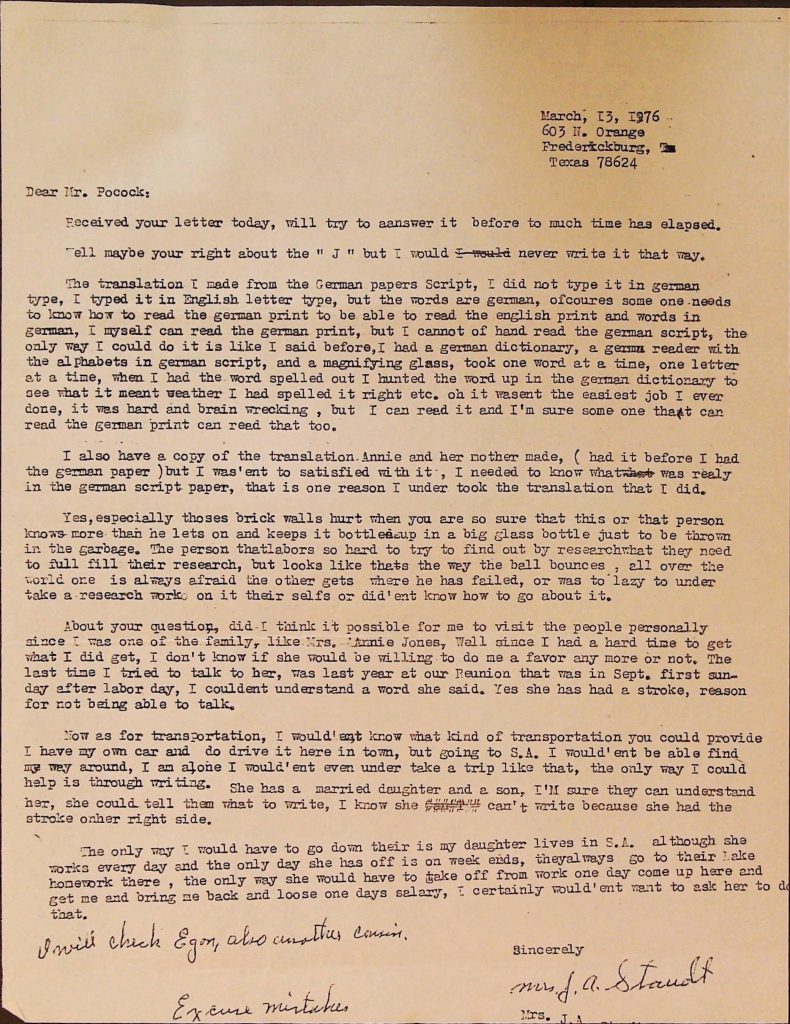 March, 13, 1976
603 N. Orange
Frederickburg,
Texas 78624
Dear Mr. Pocock:
Received your letter today, will try to aanswer it before to much time has elapsed.
Tell maybe your right about the " J " but I would I would never write it that way.
The translation I made from the German papers Script, I did not type it in german
type, I typed it in English letter type, but the words are german, ofcoures some one needs
to know how to read the german print to be able to read the english print and words in
german, I myself can read the german print, but I cannot of hand read the german script, the
only way I could do it is like I said before, I had a german dictionary, a german reader with
the alphabets in german script, and a magnifying glass, took one word at a time, one letter
at a time, when I had the word spelled out I hunted the word up in the german dictionary to
see what it meant weather I had spelled it right etc. oh it wasent the easiest job I ever
done, it was hard and brain wrecking , but I can read it and I'm sure some one that can
read the german print can read that too.
I also have a copy of the translation Annie and her mother made, ( had it before I had
the german paper )but I was'ent to satisfied with it , I needed to know what what was realy
in the german script paper, that is one reason I under took the translation that I did.
Yes,especially thoses brick walls hurt when you are so sure that this or that person
knows more than he lets on and keeps it bottled up in a big glass bottle just to be thrown
in the garbage. The person thatlabors so hard to try to find out by researchwhat they need
to full fill their research, but looks like thats the way the ball bounces , all over the
world one is always afraid the other gets where he has failed, or was to lazy to under
take a research work on it their selfs or did'ent know how to go about it.
About your question, did I think it possible for me to visit the people personally
since I was one of the family, like Mrs. Annie Jones, Well since I had a hard time to get
what I did get, I don't know if she would be willing to do me a favor any more or not. The
last time I tried to talk to her, was last year at our Reunion that was in Sept. first sun-
day after labor day, I couldent understand a word she said. Yes she has had a stroke, reason
for not being able to talk.
Now as for transportation, I would'ent know what kind of transportation you could provide
I have my own car and do drive it here in town, but going to S.A. I would'ent be able find
my way around, I am alone I would'ent even under take a trip like that, the only way I could
help is through writing. She has a married daughter and a son, I'M sure they can understand
her, she could tell them what to write, I know she can't write because she had the
stroke onher right side.
The only way I would have to go down their is my daughter lives in S.A. although she
works every day and the only day she has off is on week ends, theyalways go to their Lake
homework there , the only way she would have to take off from work one day come up here and
get me and bring me back and loose one days salary, I certainly would'ent want to ask her to do
that.
I will check Egon, also another cousin.
Sincerely
Mrs. J. A. Staudt
Excuse mistakes
Mrs. J.A.